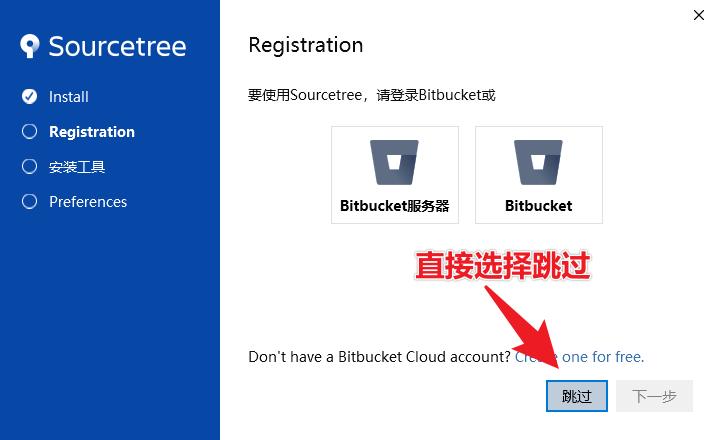 Sourcetree
Install
Registration
安装工具
Preferences
Registration
要使用Sourcetree，请登录Bitbucket或
Bitbucket服务器
Bitbucket
直接选择跳过
Don't have a Bitbucket Cloud account? Create one for free.
跳过
下一步